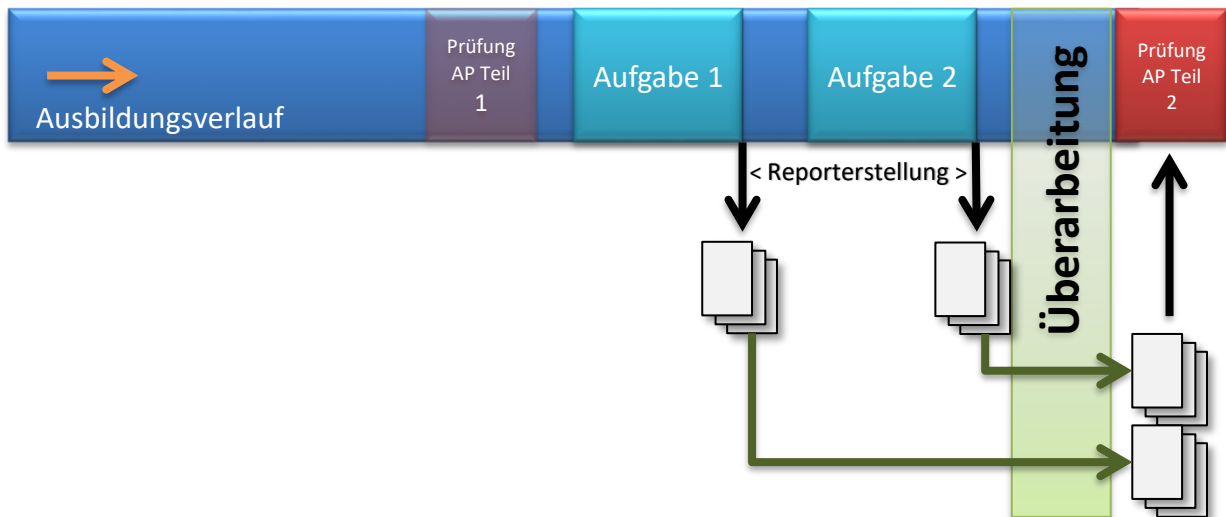 Ausbildungsverlauf
Prüfung
AP Teil
1
Aufgabe 1
Aufgabe 2
Überarbeitung
Prüfung
AP Teil
2
< Reporterstellung >